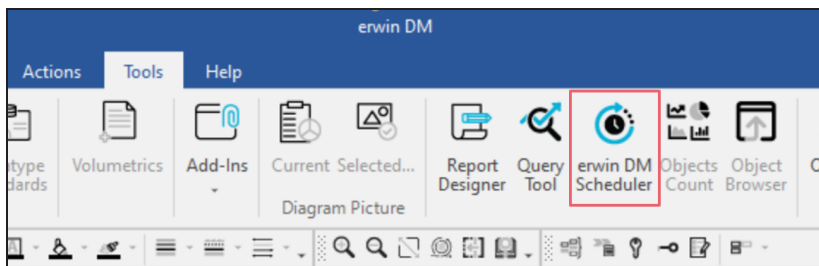 erwin DM
Actions Tools Help
Volumetrics
Add-Ins
Current Selected...
Diagram Picture
Report
Designer
Query
Tool
erwin DM
Scheduler
Objects
Count
Object
Browser